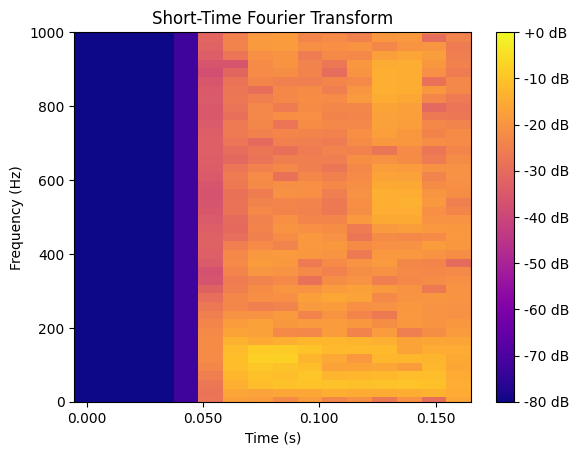 Short-Time Fourier Transform
1000
800
600
400
200
0
Frequency (Hz)
0.000
0.050
0.100
0.150
Time (s)
+0 dB
-10 dB
-20 dB
-30 dB
-40 dB
-50 dB
-60 dB
-70 dB
-80 dB